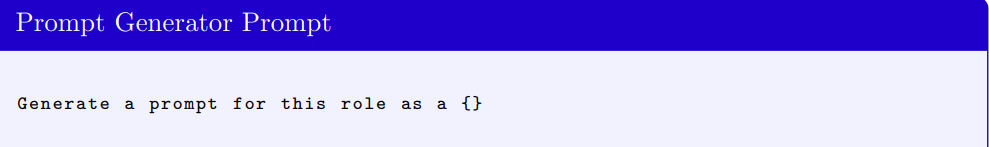 Prompt Generator Prompt
Generate a prompt for this role as a {}